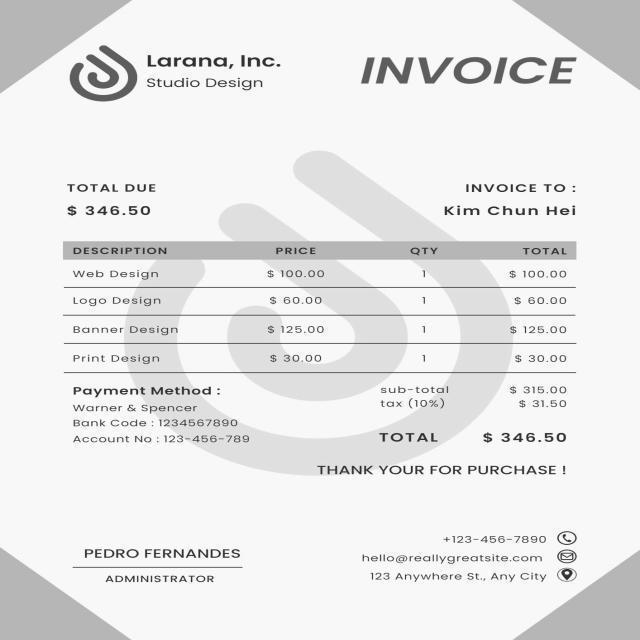 Larana, Inc.
Studio Design
INVOICE
TOTAL DUE
$ 346.50
INVOICE TO :
Kim Chun Hei
DESCRIPTION PRICE QTY TOTAL
Web Design $ 100.00 1 $ 100.00
Logo Design $ 60.00 1 $ 60.00
Banner Design $ 125.00 1 $ 125.00
Print Design $ 30.00 1 $ 30.00
Payment Method :
Warner & Spencer
Bank Code : 1234567890
Account No : 123-456-789
sub-total $ 315.00
tax (10%) $ 31.50
TOTAL $ 346.50
THANK YOUR FOR PURCHASE !
PEDRO FERNANDES
ADMINISTRATOR
+123-456-7890
hello@reallygreatsite.com
123 Anywhere St., Any City